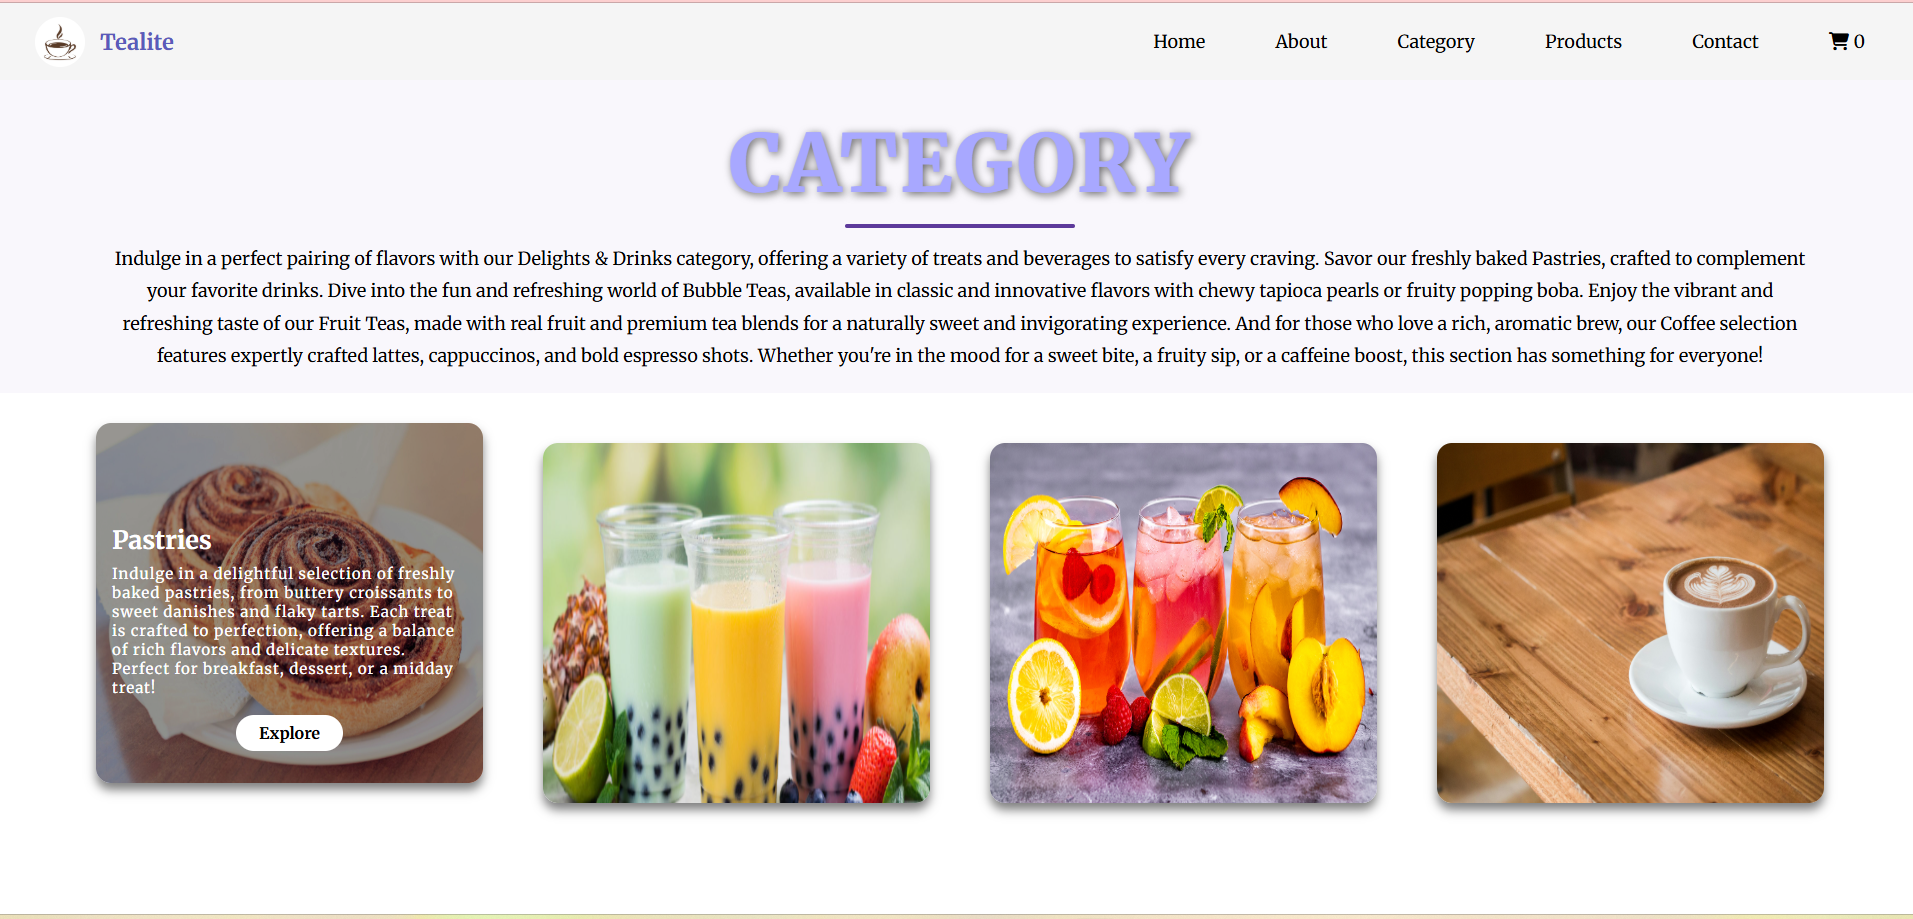 Tealite
Home
About
Category
Products
Contact
0
CATEGORY
Indulge in a perfect pairing of flavors with our Delights & Drinks category, offering a variety of treats and beverages to satisfy every craving. Savor our freshly baked Pastries, crafted to complement
your favorite drinks. Dive into the fun and refreshing world of Bubble Teas, available in classic and innovative flavors with chewy tapioca pearls or fruity popping boba. Enjoy the vibrant and
refreshing taste of our Fruit Teas, made with real fruit and premium tea blends for a naturally sweet and invigorating experience. And for those who love a rich, aromatic brew, our Coffee selection
features expertly crafted lattes, cappuccinos, and bold espresso shots. Whether you're in the mood for a sweet bite, a fruity sip, or a caffeine boost, this section has something for everyone!
Pastries
Indulge in a delightful selection of freshly
baked pastries, from buttery croissants to
sweet danishes and flaky tarts. Each treat
is crafted to perfection, offering a balance
of rich flavors and delicate textures.
Perfect for breakfast, dessert, or a midday
treat!
Explore